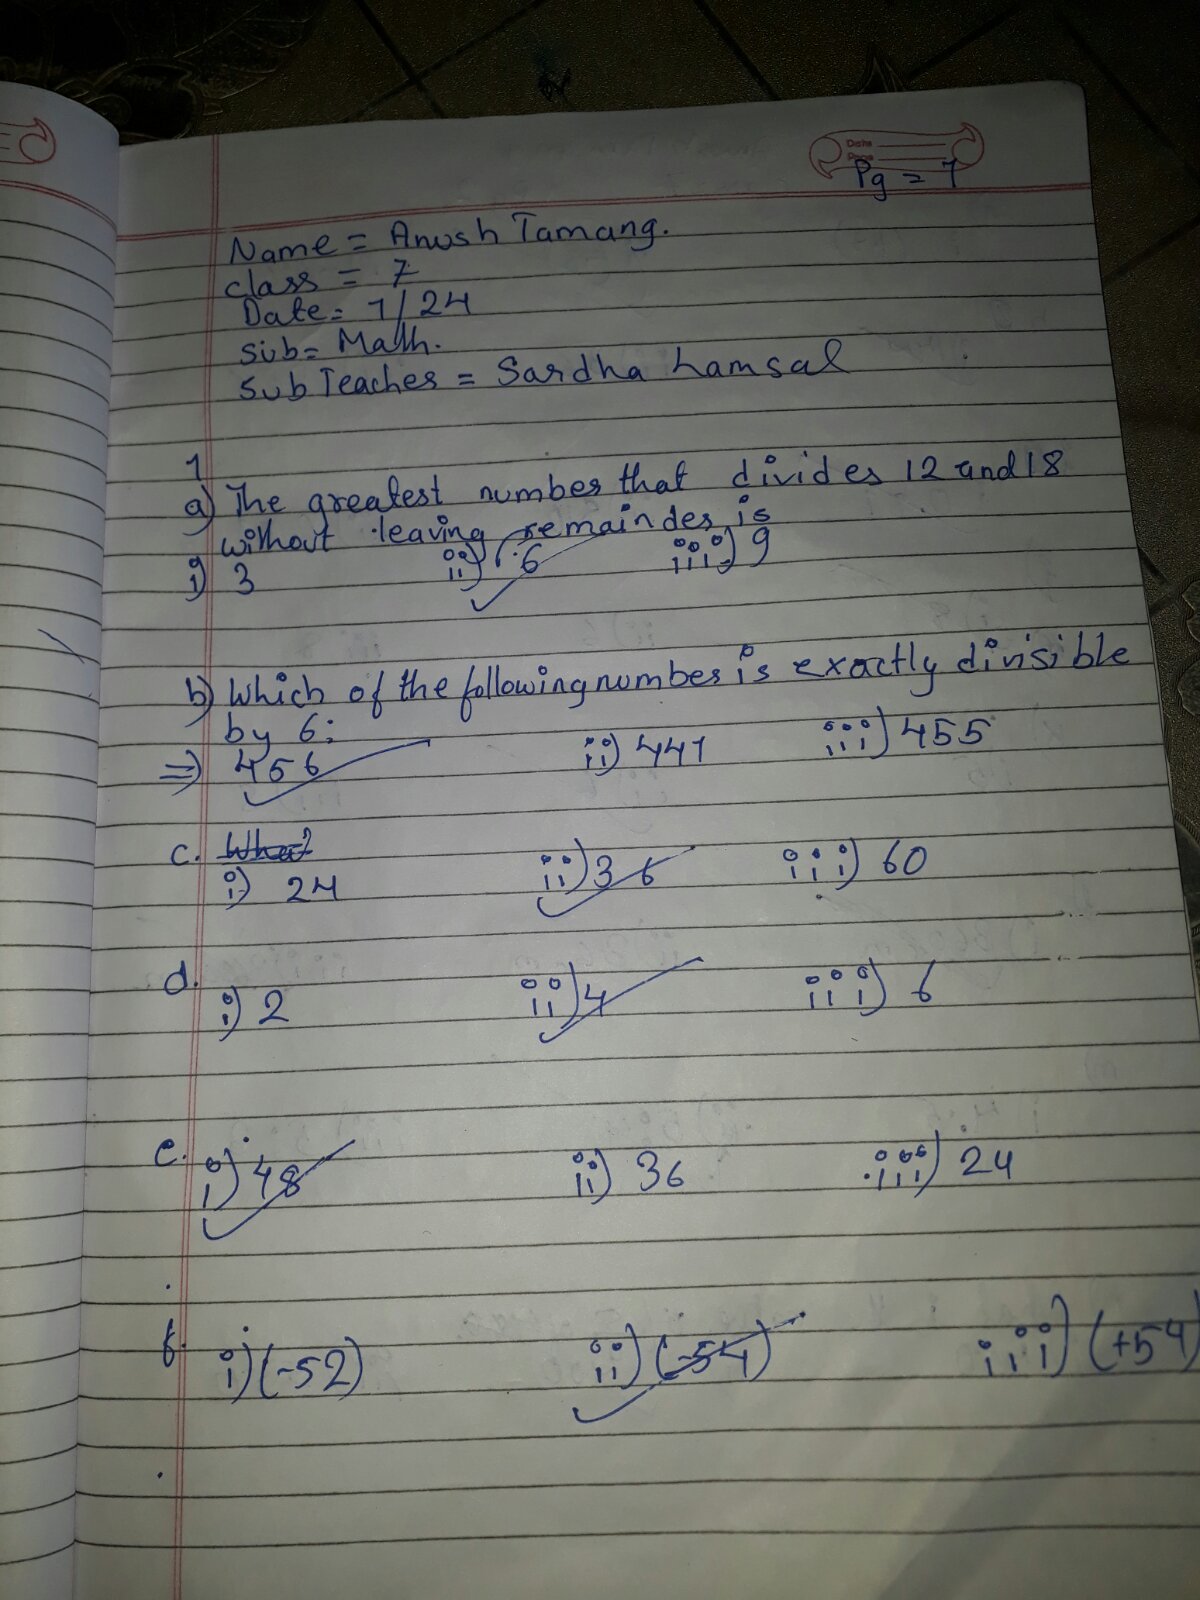 Date
Page
Pg = 7
Name = Anush Tamang.
class = 7
Date = 7/24
Sub = Math.
Sub Teaches = Sardha Lamsal
1
a) The greatest number that divides 12 and 18
without leaving remainder is
i) 3 ii) 6 iii) 9
b) Which of the following number is exactly divisible
by 6:
⇒) 456 ii) 441 iii) 455
c. What
i) 24 ii) 36 iii) 60
d.
i) 2 ii) 4 iii) 6
e. i) 48 ii) 36 iii) 24
f. i) (-52) ii) (-54) iii) (+54)